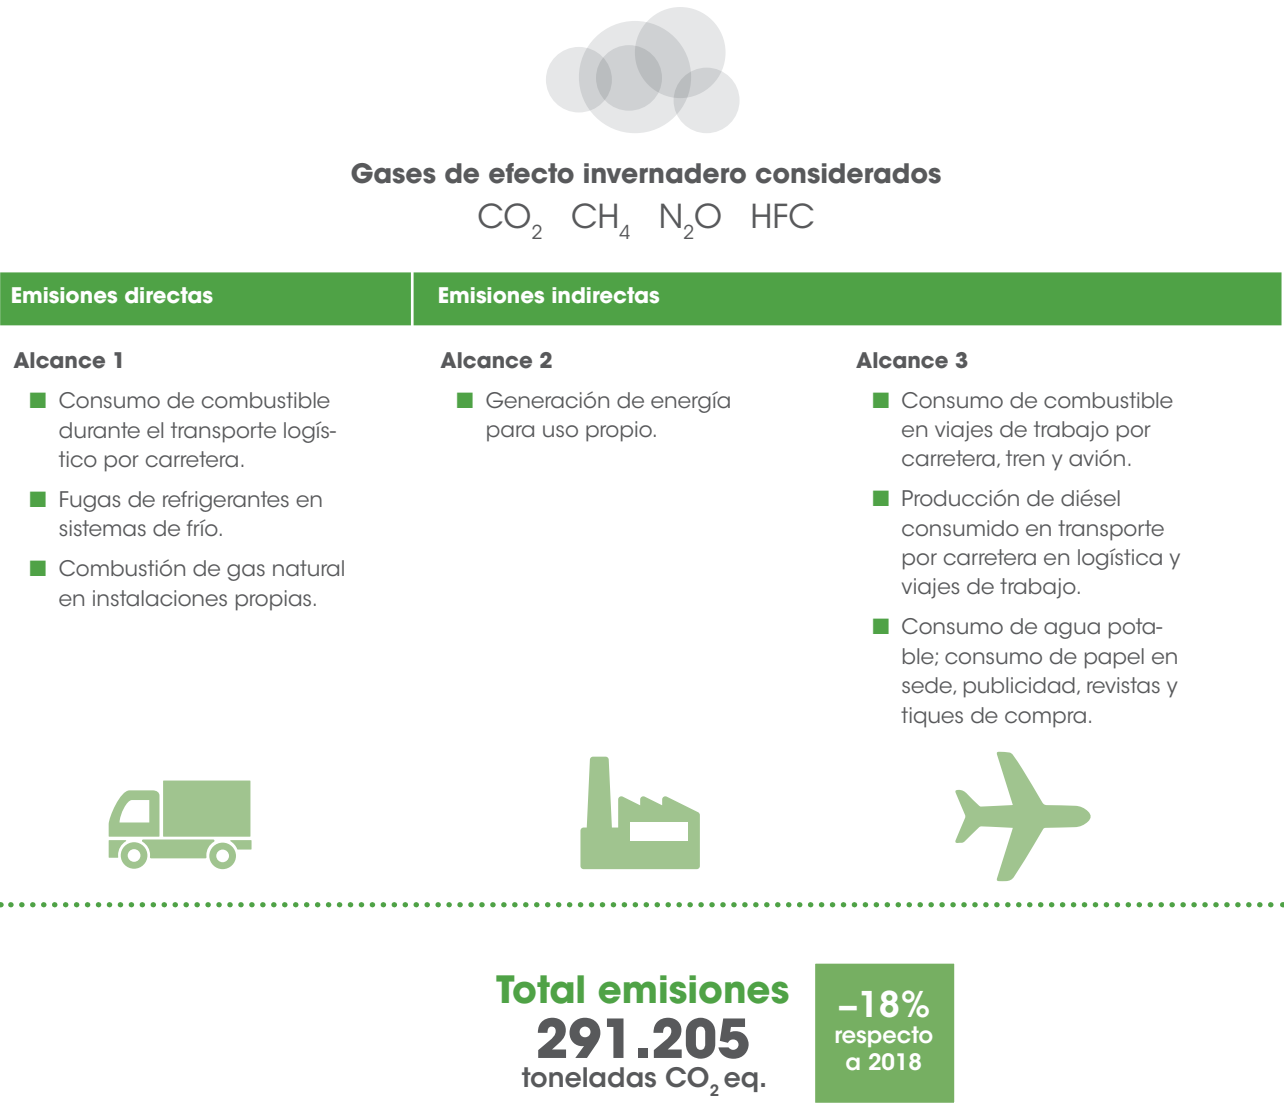 Gases de efecto invernadero considerados
CO₂ CH₄ N₂O HFC
Emisiones directas
Emisiones indirectas
Alcance 1
■ Consumo de combustible
durante el transporte logís-
tico por carretera.
■ Fugas de refrigerantes en
sistemas de frío.
■ Combustión de gas natural
en instalaciones propias.
Alcance 2
■ Generación de energía
para uso propio.
Alcance 3
■ Consumo de combustible
en viajes de trabajo por
carretera, tren y avión.
■ Producción de diésel
consumido en transporte
por carretera en logística y
viajes de trabajo.
■ Consumo de agua pota-
ble; consumo de papel en
sede, publicidad, revistas y
tiques de compra.
Total emisiones
291.205
toneladas CO₂ eq.
–18%
respecto
a 2018